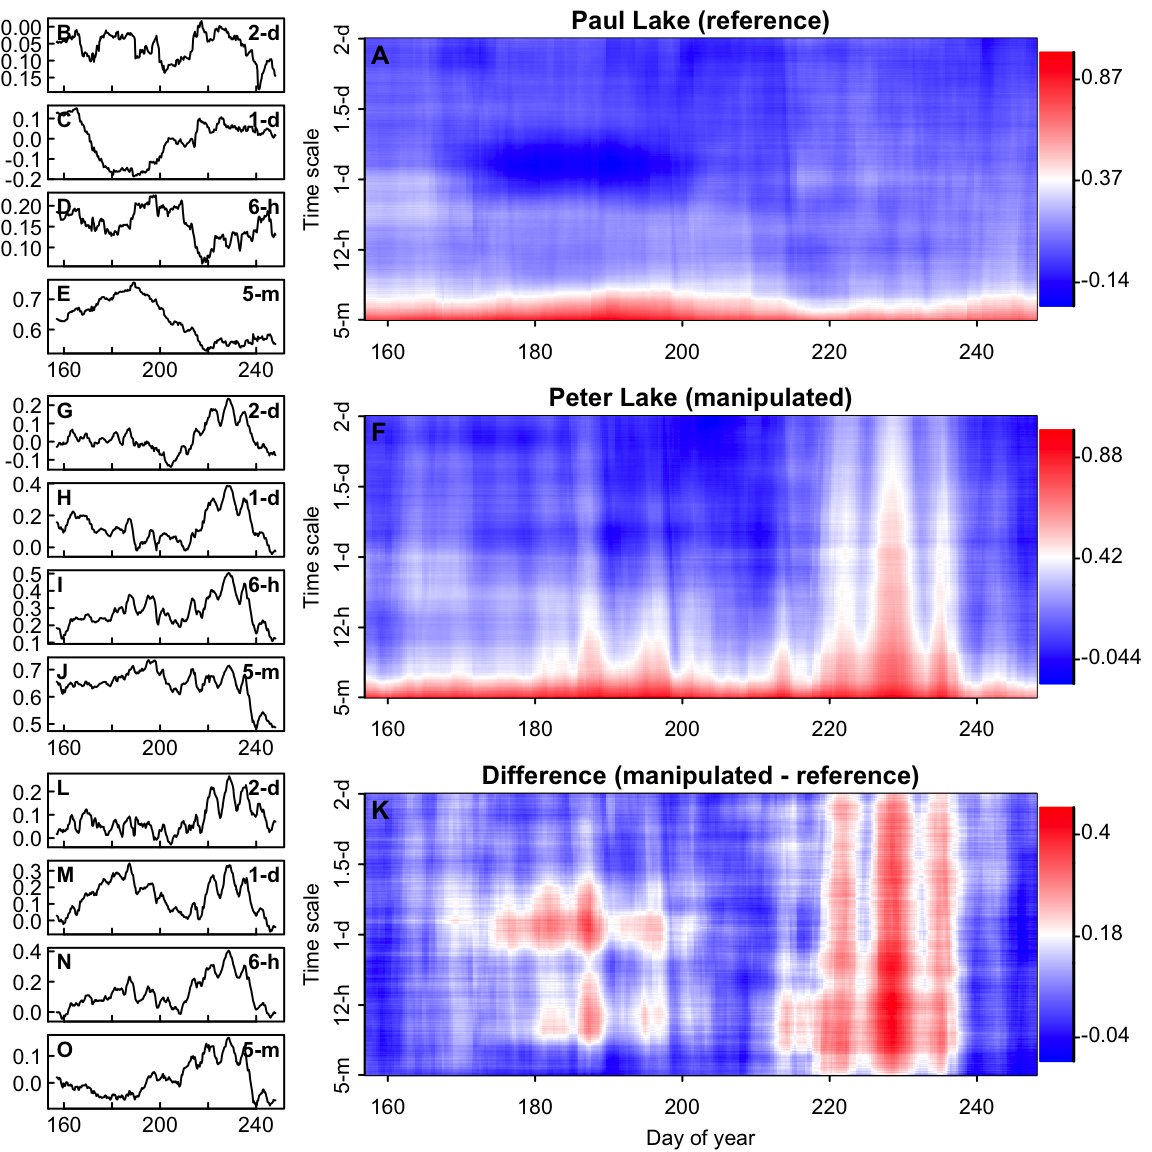 B 2-d
0.00
0.05
0.10
0.15
C 1-d
0.1
0.0
-0.1
-0.2
D 6-h
0.20
0.15
0.10
E 5-m
0.7
0.6
160 200 240
Paul Lake (reference)
A
Time scale
2-d
1.5-d
1-d
12-h
5-m
160 180 200 220 240
0.87
0.37
-0.14
G 2-d
0.2
0.1
0.0
-0.1
H 1-d
0.4
0.2
0.0
I 6-h
0.5
0.4
0.3
0.2
0.1
J 5-m
0.7
0.6
0.5
160 200 240
Peter Lake (manipulated)
F
Time scale
2-d
1.5-d
1-d
12-h
5-m
160 180 200 220 240
0.88
0.42
-0.044
L 2-d
0.2
0.1
0.0
M 1-d
0.3
0.2
0.1
0.0
N 6-h
0.4
0.2
0.0
O 5-m
0.1
0.0
160 200 240
Difference (manipulated - reference)
K
Time scale
2-d
1.5-d
1-d
12-h
5-m
160 180 200 220 240
Day of year
0.4
0.18
-0.04